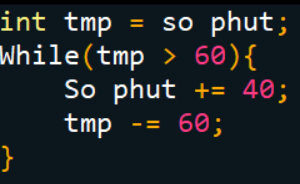 int tmp = so phut;
While(tmp > 60){
    So phut += 40;
    tmp -= 60;
}